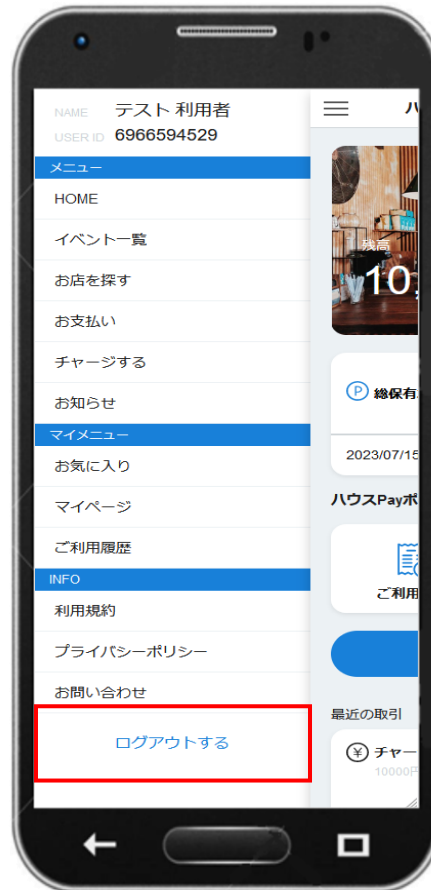 NAME テスト 利用者
USER ID 6966594529
メニュー
HOME
イベント一覧
お店を探す
お支払い
チャージする
お知らせ
マイメニュー
お気に入り
マイページ
ご利用履歴
INFO
利用規約
プライバシーポリシー
お問い合わせ
ログアウトする
ハ
残高
10,
P 総保有
2023/07/15
ハウスPayポ
ご利用
最近の取引
¥ チャー
10000円